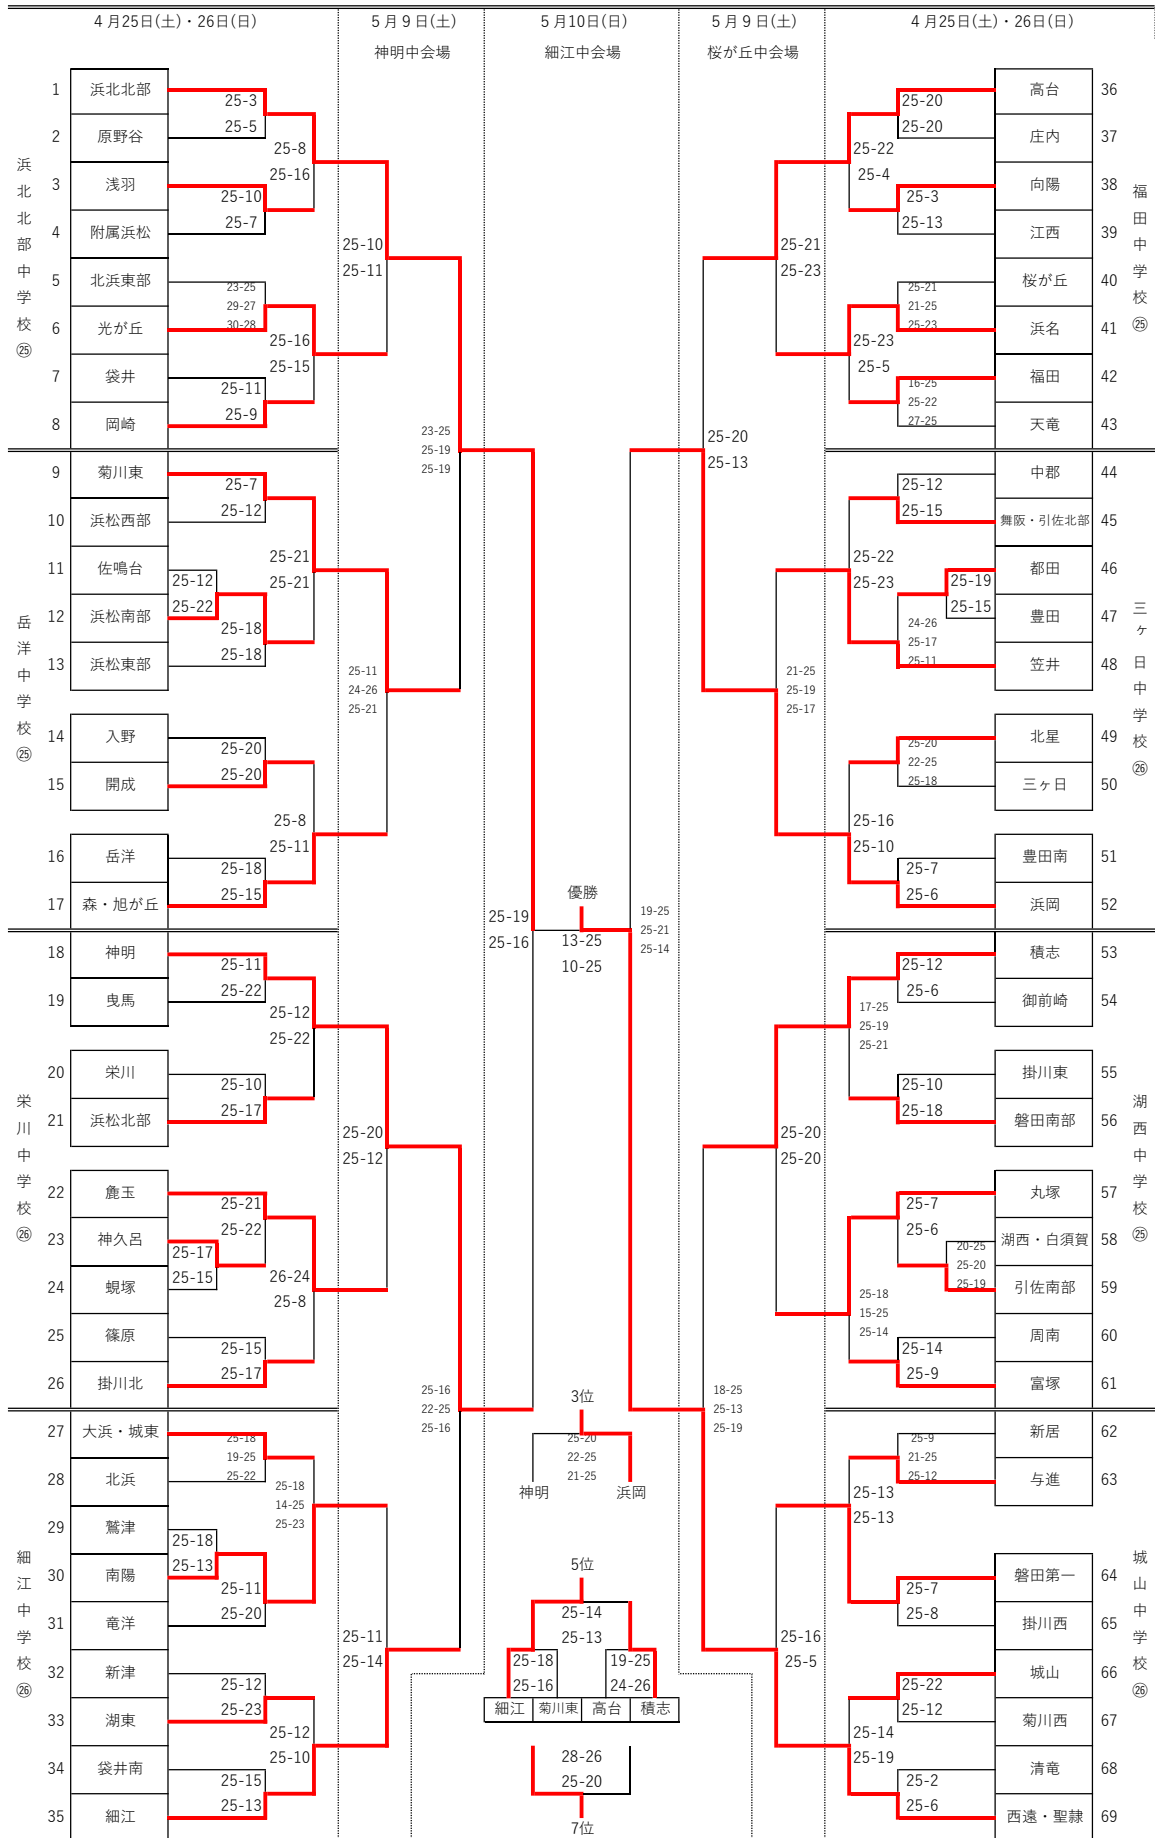 4月25日(土)・26日(日)
5月9日(土)
5月10日(日)
5月9日(土)
4月25日(土)・26日(日)
神明中会場
細江中会場
桜が丘中会場
浜北北部中学校㉕
1 浜北北部
2 原野谷
3 浅羽
4 附属浜松
5 北浜東部
6 光が丘
7 袋井
8 岡崎
25-3
25-5
25-8
25-16
25-10
25-7
25-10
25-11
23-25
29-27
30-28
25-16
25-15
25-11
25-9
23-25
25-19
25-19
岳洋中学校㉕
9 菊川東
10 浜松西部
11 佐鳴台
12 浜松南部
13 浜松東部
14 入野
15 開成
16 岳洋
17 森・旭が丘
25-7
25-12
25-21
25-21
25-12
25-22
25-18
25-18
25-11
24-26
25-21
25-20
25-20
25-8
25-11
25-18
25-15
25-19
25-16
栄川中学校㉖
18 神明
19 曳馬
20 栄川
21 浜松北部
22 麁玉
23 神久呂
24 蜆塚
25 篠原
26 掛川北
25-11
25-22
25-12
25-22
25-10
25-17
25-20
25-12
25-21
25-22
25-17
25-15
26-24
25-8
25-15
25-17
25-16
22-25
25-16
細江中学校㉖
27 大浜・城東
28 北浜
29 鷲津
30 南陽
31 竜洋
32 新津
33 湖東
34 袋井南
35 細江
25-18
19-25
25-22
25-18
14-25
25-23
25-18
25-13
25-11
25-20
25-11
25-14
25-12
25-23
25-12
25-10
25-15
25-13
優勝
13-25
10-25
3位
25-20
22-25
21-25
神明
浜岡
5位
25-14
25-13
25-18
25-16
19-25
24-26
細江 菊川東 高台 積志
28-26
25-20
7位
福田中学校㉕
高台 36
庄内 37
向陽 38
江西 39
桜が丘 40
浜名 41
福田 42
天竜 43
25-20
25-20
25-22
25-4
25-3
25-13
25-21
25-23
25-21
21-25
25-23
25-23
25-5
16-25
25-22
27-25
25-20
25-13
三ヶ日中学校㉖
中郡 44
舞阪・引佐北部 45
都田 46
豊田 47
笠井 48
北星 49
三ヶ日 50
豊田南 51
浜岡 52
25-12
25-15
25-22
25-23
25-19
25-15
24-26
25-17
25-11
21-25
25-19
25-17
25-20
22-25
25-18
25-16
25-10
25-7
25-6
19-25
25-21
25-14
湖西中学校㉕
積志 53
御前崎 54
掛川東 55
磐田南部 56
丸塚 57
湖西・白須賀 58
引佐南部 59
周南 60
富塚 61
25-12
25-6
17-25
25-19
25-21
25-10
25-18
25-20
25-20
25-7
25-6
20-25
25-20
25-19
25-18
15-25
25-14
25-14
25-9
18-25
25-13
25-19
城山中学校㉖
新居 62
与進 63
磐田第一 64
掛川西 65
城山 66
菊川西 67
清竜 68
西遠・聖隷 69
25-9
21-25
25-12
25-13
25-13
25-7
25-8
25-16
25-5
25-22
25-12
25-14
25-19
25-2
25-6